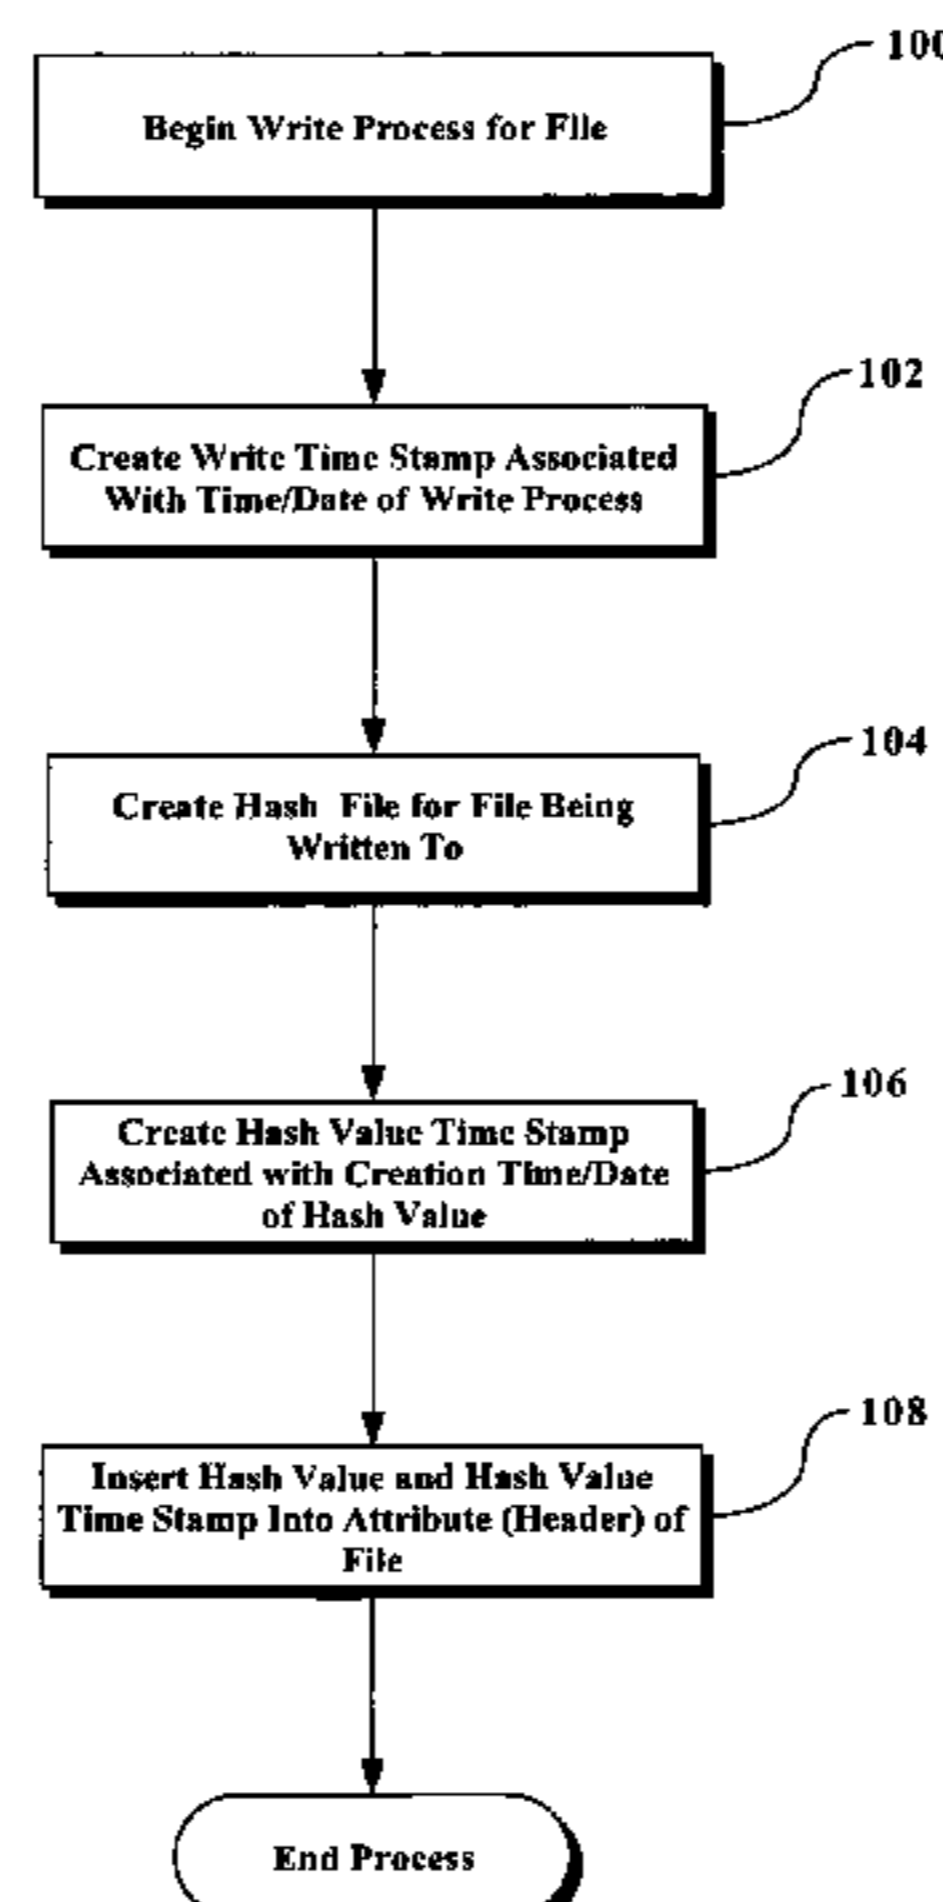 100
Begin Write Process for File
102
Create Write Time Stamp Associated
With Time/Date of Write Process
104
Create Hash File for File Being
Written To
106
Create Hash Value Time Stamp
Associated with Creation Time/Date
of Hash Value
108
Insert Hash Value and Hash Value
Time Stamp Into Attribute (Header) of
File
End Process